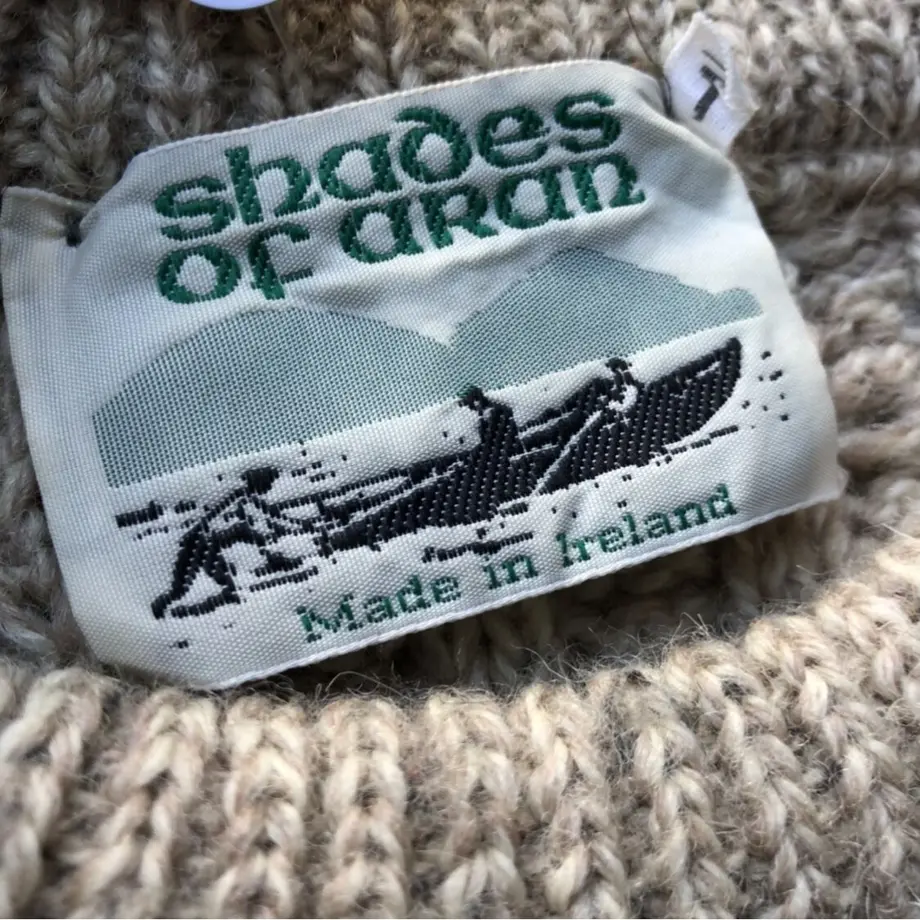 shades
of aran
Made in Ireland
L